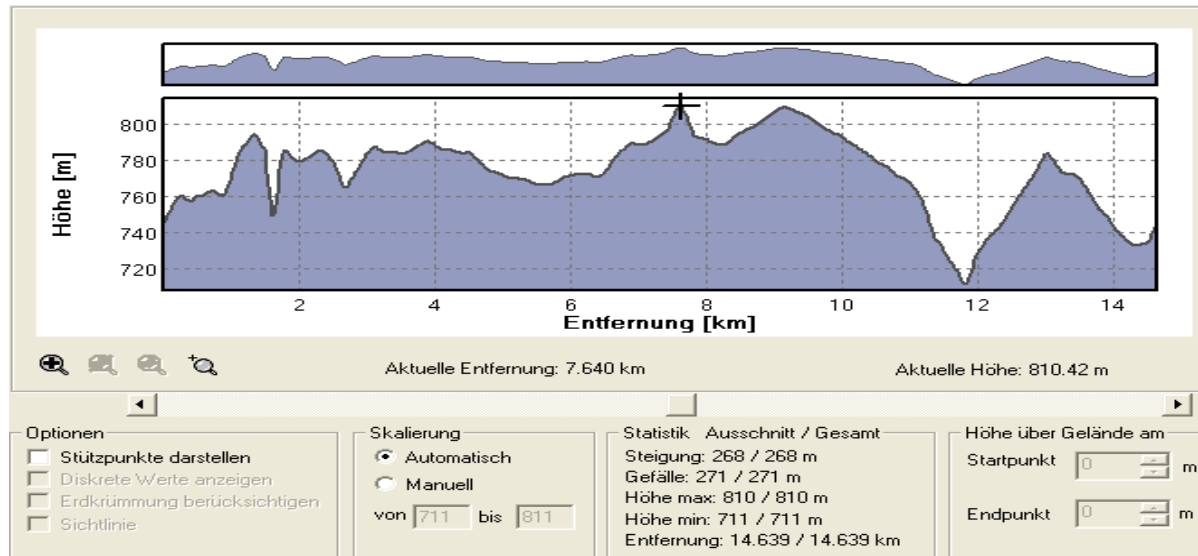 Höhe [m]
800
780
760
740
720
2 4 6 8 10 12 14
Entfernung [km]
Aktuelle Entfernung: 7.640 km Aktuelle Höhe: 810.42 m
Optionen
Stützpunkte darstellen
Diskrete Werte anzeigen
Erdkrümmung berücksichtigen
Sichtlinie
Skalierung
Automatisch
Manuell
von 711 bis 811
Statistik Ausschnitt / Gesamt
Steigung: 268 / 268 m
Gefälle: 271 / 271 m
Höhe max: 810 / 810 m
Höhe min: 711 / 711 m
Entfernung: 14.639 / 14.639 km
Höhe über Gelände am
Startpunkt 0 m
Endpunkt 0 m